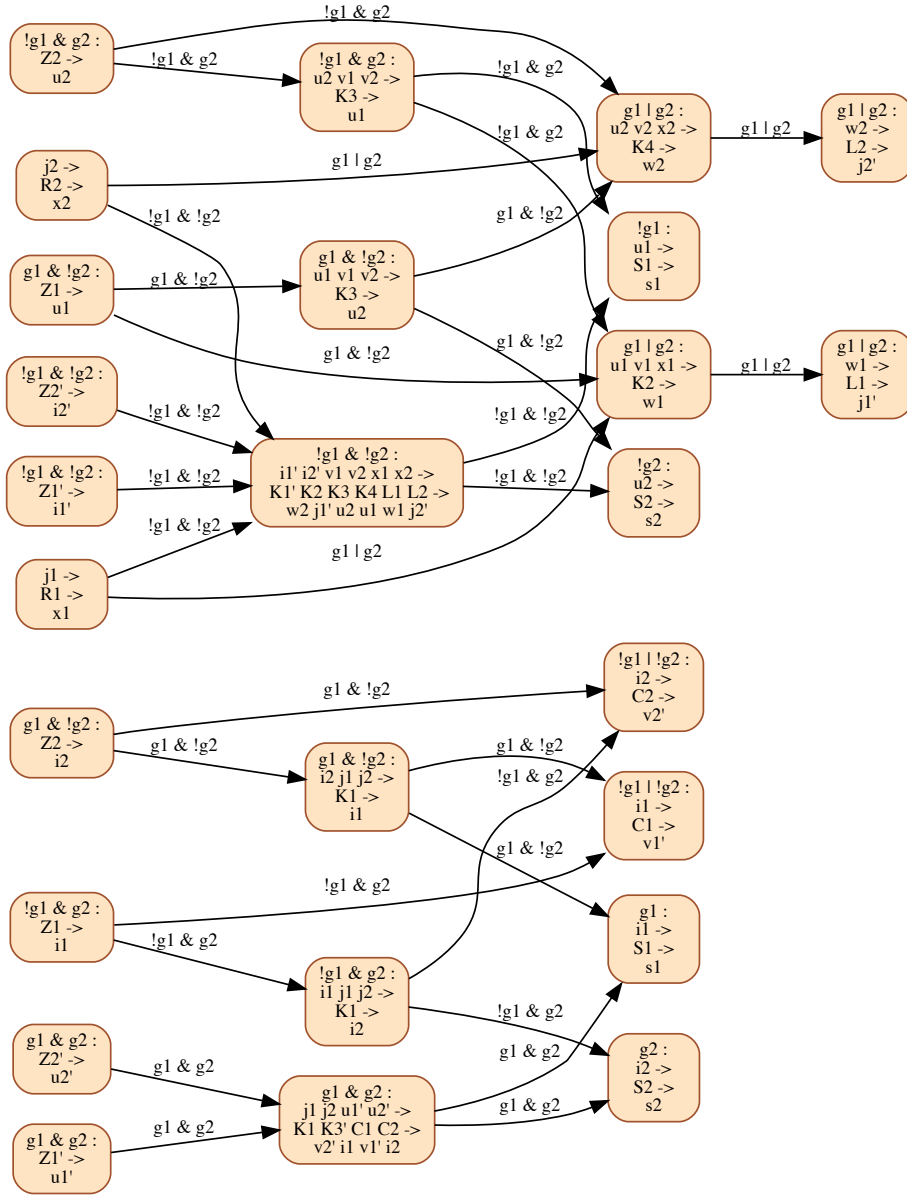 !g1 & g2 :
Z2 ->
u2
!g1 & g2
!g1 & g2
!g1 & g2 :
u2 v1 v2 ->
K3 ->
u1
!g1 & g2
!g1 & g2
g1 | g2 :
u2 v2 x2 ->
K4 ->
w2
g1 | g2
g1 | g2 :
w2 ->
L2 ->
j2'
j2 ->
R2 ->
x2
g1 | g2
!g1 & !g2
g1 & !g2
!g1 :
u1 ->
S1 ->
s1
g1 & !g2 :
Z1 ->
u1
g1 & !g2
g1 & !g2 :
u1 v1 v2 ->
K3 ->
u2
g1 & !g2
g1 & !g2
g1 | g2 :
u1 v1 x1 ->
K2 ->
w1
g1 | g2
g1 | g2 :
w1 ->
L1 ->
j1'
!g1 & !g2 :
Z2' ->
i2'
!g1 & !g2
!g1 & !g2 :
Z1' ->
i1'
!g1 & !g2
!g1 & !g2 :
i1' i2' v1 v2 x1 x2 ->
K1' K2 K3 K4 L1 L2 ->
w2 j1' u2 u1 w1 j2'
!g1 & !g2
!g1 & !g2
!g2 :
u2 ->
S2 ->
s2
!g1 & !g2
j1 ->
R1 ->
x1
g1 | g2
!g1 | !g2 :
i2 ->
C2 ->
v2'
g1 & !g2
g1 & !g2 :
Z2 ->
i2
g1 & !g2
g1 & !g2 :
i2 j1 j2 ->
K1 ->
i1
g1 & !g2
!g1 & g2
!g1 | !g2 :
i1 ->
C1 ->
v1'
g1 & !g2
!g1 & g2
!g1 & g2 :
Z1 ->
i1
!g1 & g2
!g1 & g2 :
i1 j1 j2 ->
K1 ->
i2
g1 :
i1 ->
S1 ->
s1
!g1 & g2
g1 & g2
g2 :
i2 ->
S2 ->
s2
g1 & g2 :
Z2' ->
u2'
g1 & g2
g1 & g2 :
j1 j2 u1' u2' ->
K1 K3' C1 C2 ->
v2' i1 v1' i2
g1 & g2
g1 & g2 :
Z1' ->
u1'
g1 & g2